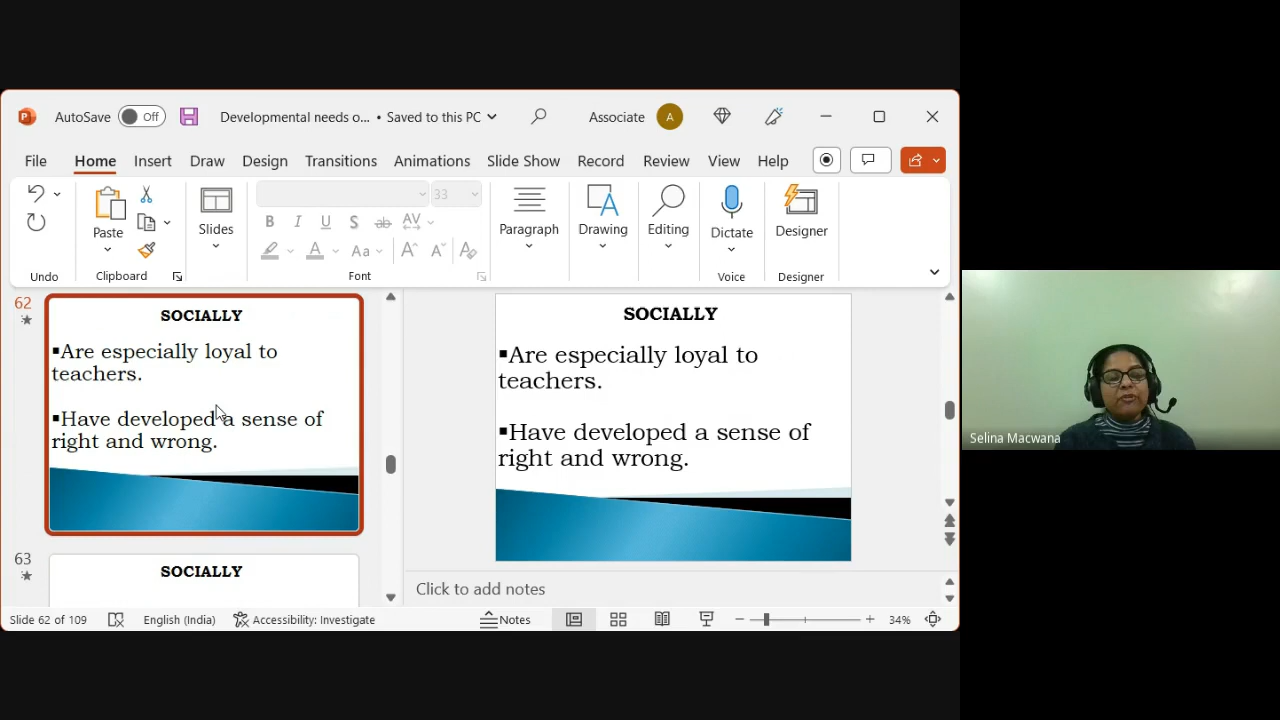 AutoSave Off Developmental needs o... • Saved to this PC Associate A
File Home Insert Draw Design Transitions Animations Slide Show Record Review View Help
33
Paste Slides B I U S ab AV Paragraph Drawing Editing Dictate Designer
A Aa A A A
Undo Clipboard Font Voice Designer
62
SOCIALLY
▪Are especially loyal to
teachers.
▪Have developed a sense of
right and wrong.
63
SOCIALLY
SOCIALLY
▪Are especially loyal to
teachers.
▪Have developed a sense of
right and wrong.
Click to add notes
Slide 62 of 109 English (India) Accessibility: Investigate Notes 34%
Selina Macwana